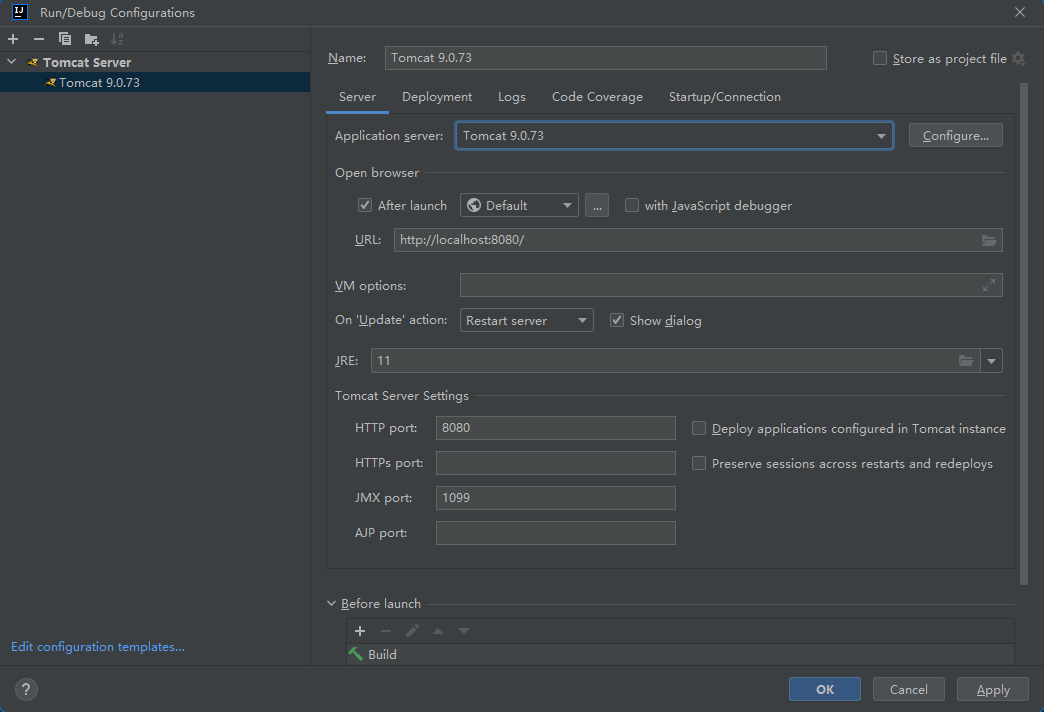 IJ Run/Debug Configurations
Tomcat Server
Tomcat 9.0.73
Edit configuration templates...
Name: Tomcat 9.0.73 Store as project file
Server Deployment Logs Code Coverage Startup/Connection
Application server: Tomcat 9.0.73 Configure...
Open browser
After launch Default ... with JavaScript debugger
URL: http://localhost:8080/
VM options:
On 'Update' action: Restart server Show dialog
JRE: 11
Tomcat Server Settings
HTTP port: 8080 Deploy applications configured in Tomcat instance
HTTPs port: Preserve sessions across restarts and redeploys
JMX port: 1099
AJP port:
Before launch
Build
? OK Cancel Apply